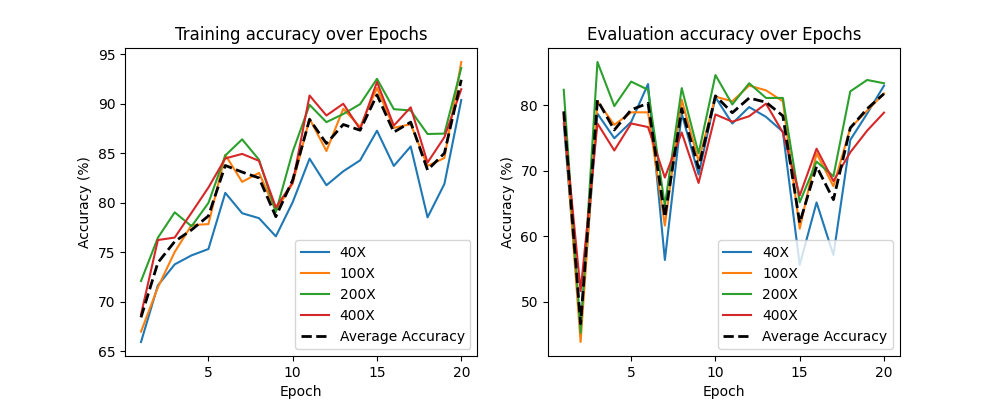 Training accuracy over Epochs
Accuracy (%)
95
90
85
80
75
70
65
5
10
15
20
Epoch
40X
100X
200X
400X
Average Accuracy
Evaluation accuracy over Epochs
Accuracy (%)
80
70
60
50
5
10
15
20
Epoch
40X
100X
200X
400X
Average Accuracy